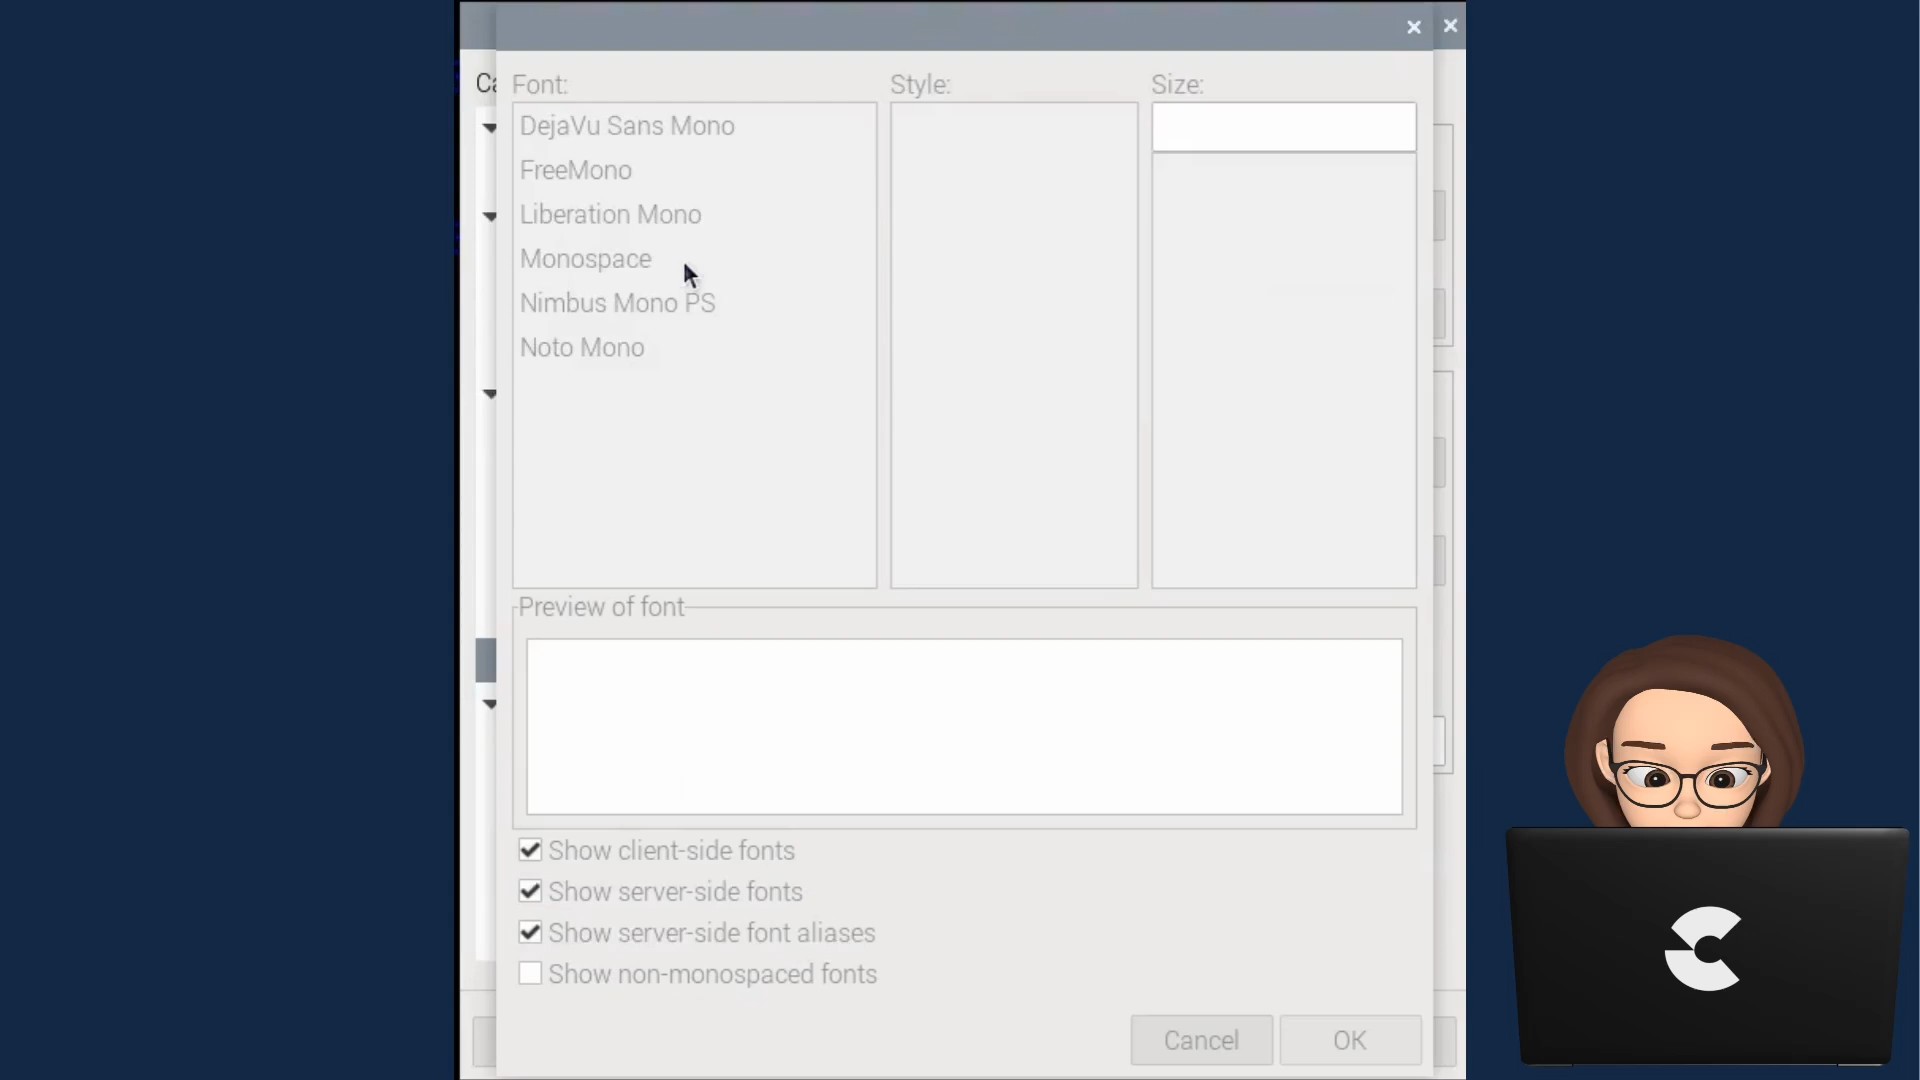 Font:
Style:
Size:
DejaVu Sans Mono
FreeMono
Liberation Mono
Monospace
Nimbus Mono PS
Noto Mono
Preview of font
Show client-side fonts
Show server-side fonts
Show server-side font aliases
Show non-monospaced fonts
Cancel
OK